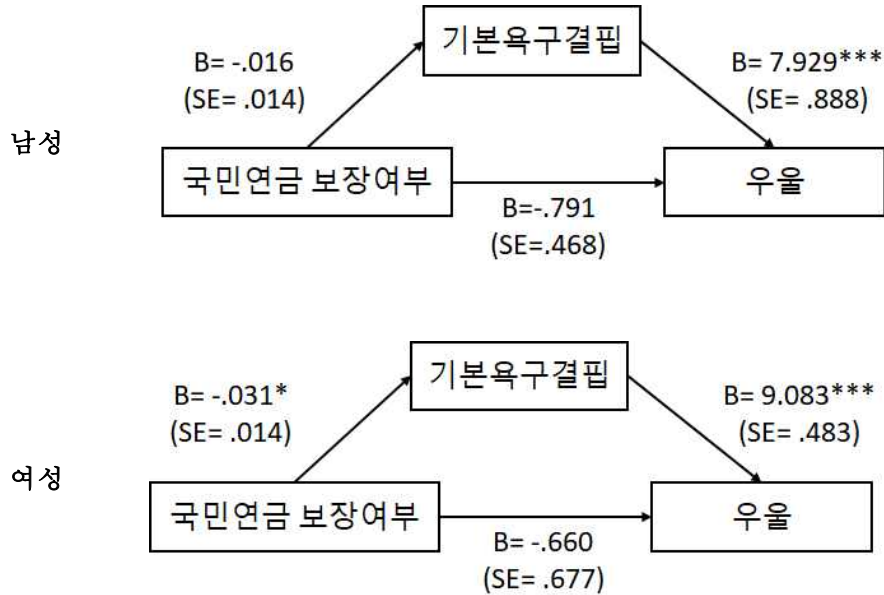 기본욕구결핍
B= -.016
(SE= .014)
B= 7.929***
(SE= .888)
남성
국민연금 보장여부
우울
B=-.791
(SE=.468)
기본욕구결핍
B= -.031*
(SE= .014)
B= 9.083***
(SE= .483)
여성
국민연금 보장여부
우울
B= -.660
(SE= .677)